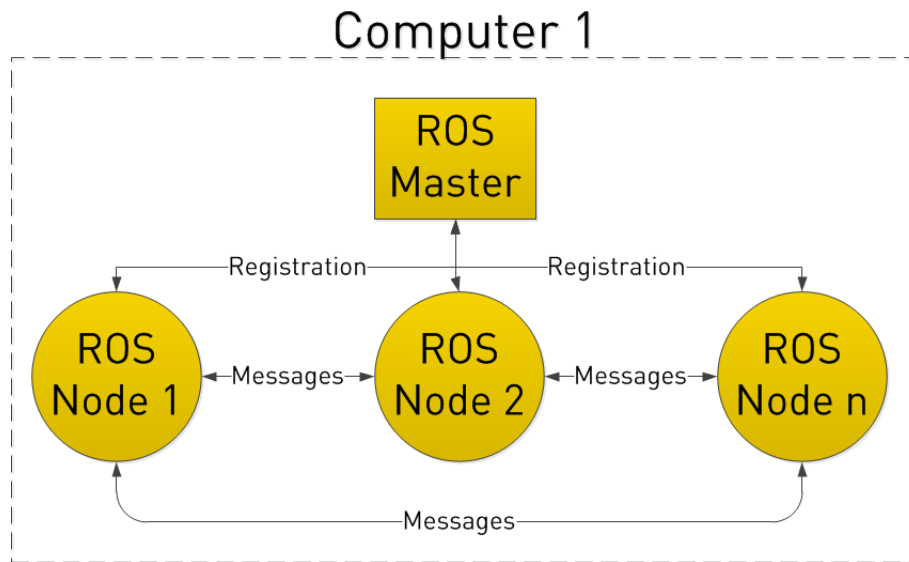 Computer 1
ROS
Master
Registration
Registration
ROS
Node 1
Messages
ROS
Node 2
Messages
ROS
Node n
Messages